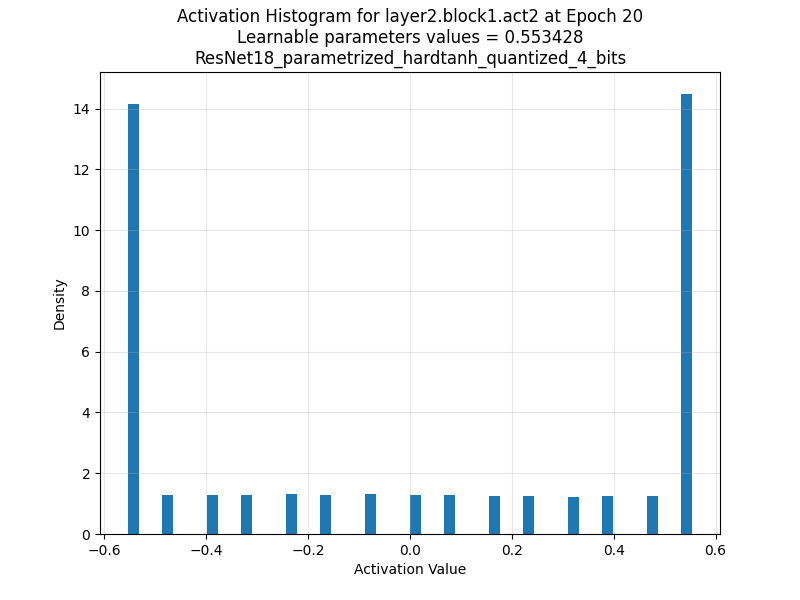 Activation Histogram for layer2.block1.act2 at Epoch 20
Learnable parameters values = 0.553428
ResNet18_parametrized_hardtanh_quantized_4_bits
14
12
10
8
6
4
2
0
Density
−0.6 −0.4 −0.2 0.0 0.2 0.4 0.6
Activation Value